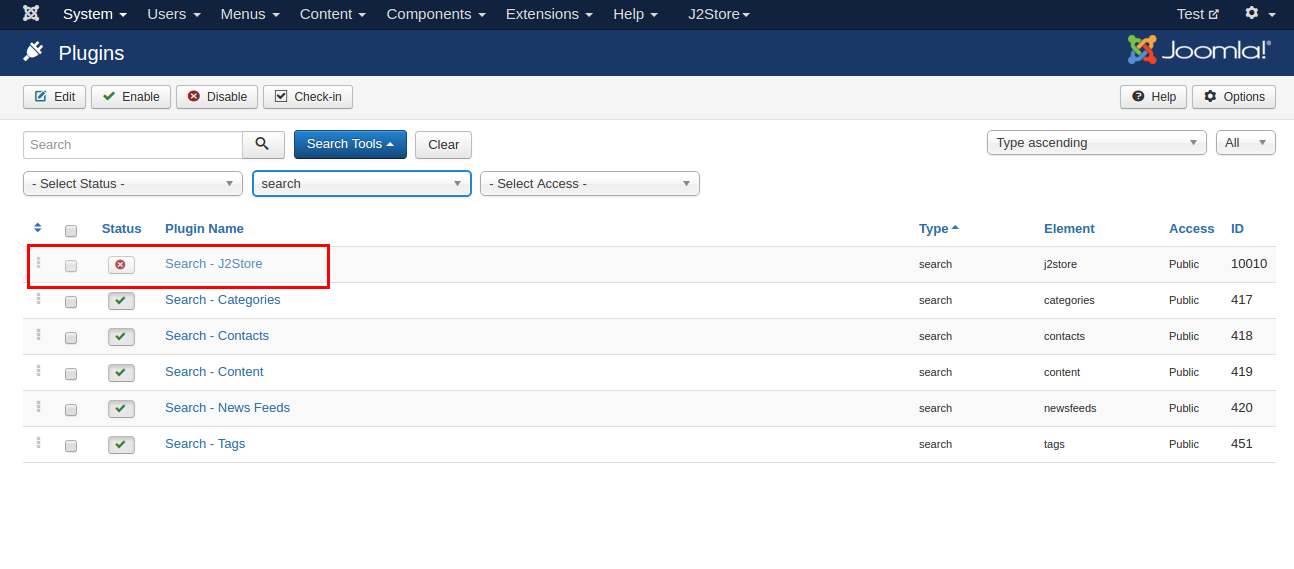 System Users Menus Content Components Extensions Help J2Store Test
Plugins Joomla!®
Edit Enable Disable Check-in Help Options
Search Search Tools Clear Type ascending All
- Select Status - search - Select Access -
Status Plugin Name Type Element Access ID
Search - J2Store search j2store Public 10010
Search - Categories search categories Public 417
Search - Contacts search contacts Public 418
Search - Content search content Public 419
Search - News Feeds search newsfeeds Public 420
Search - Tags search tags Public 451